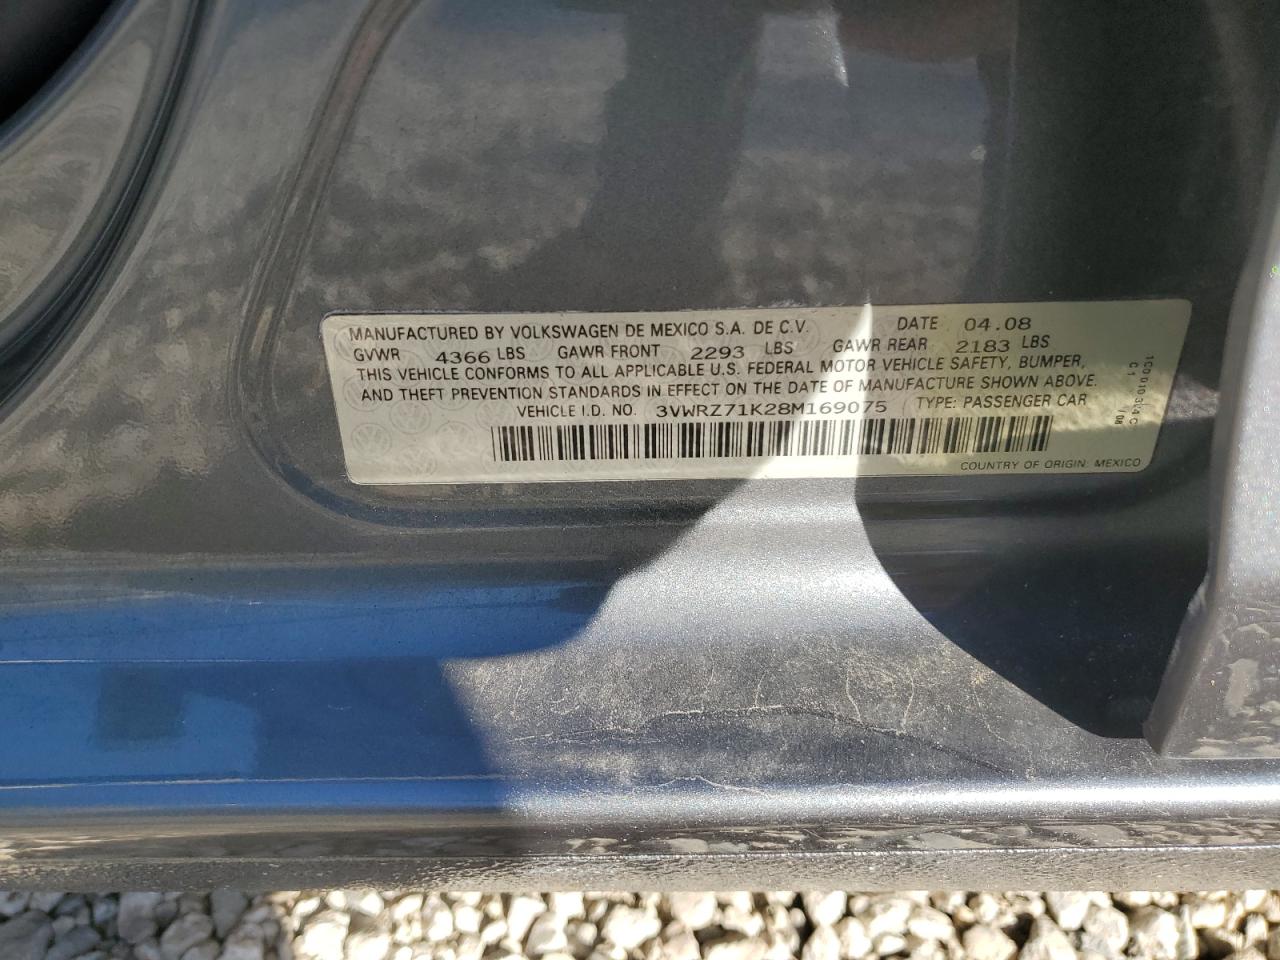 MANUFACTURED BY VOLKSWAGEN DE MEXICO S.A. DE C.V. DATE 04.08
GVWR 4366 LBS GAWR FRONT 2293 LBS GAWR REAR 2183 LBS
THIS VEHICLE CONFORMS TO ALL APPLICABLE U.S. FEDERAL MOTOR VEHICLE SAFETY, BUMPER,
AND THEFT PREVENTION STANDARDS IN EFFECT ON THE DATE OF MANUFACTURE SHOWN ABOVE.
VEHICLE I.D. NO. 3VWRZ71K28M169075 TYPE: PASSENGER CAR
COUNTRY OF ORIGIN: MEXICO